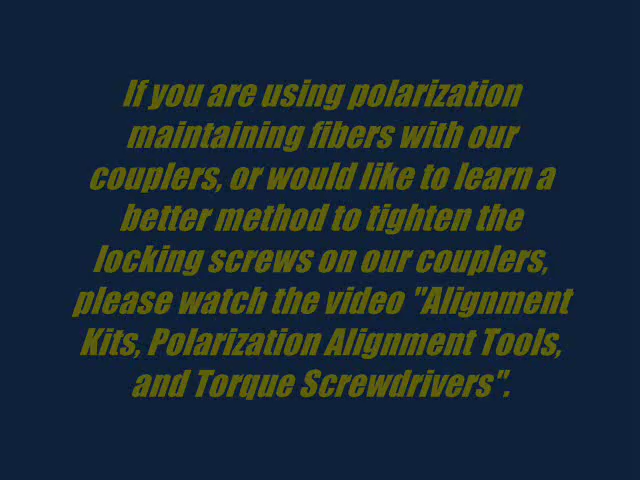 If you are using polarization
maintaining fibers with our
couplers, or would like to learn a
better method to tighten the
locking screws on our couplers,
please watch the video "Alignment
Kits, Polarization Alignment Tools,
and Torque Screwdrivers".